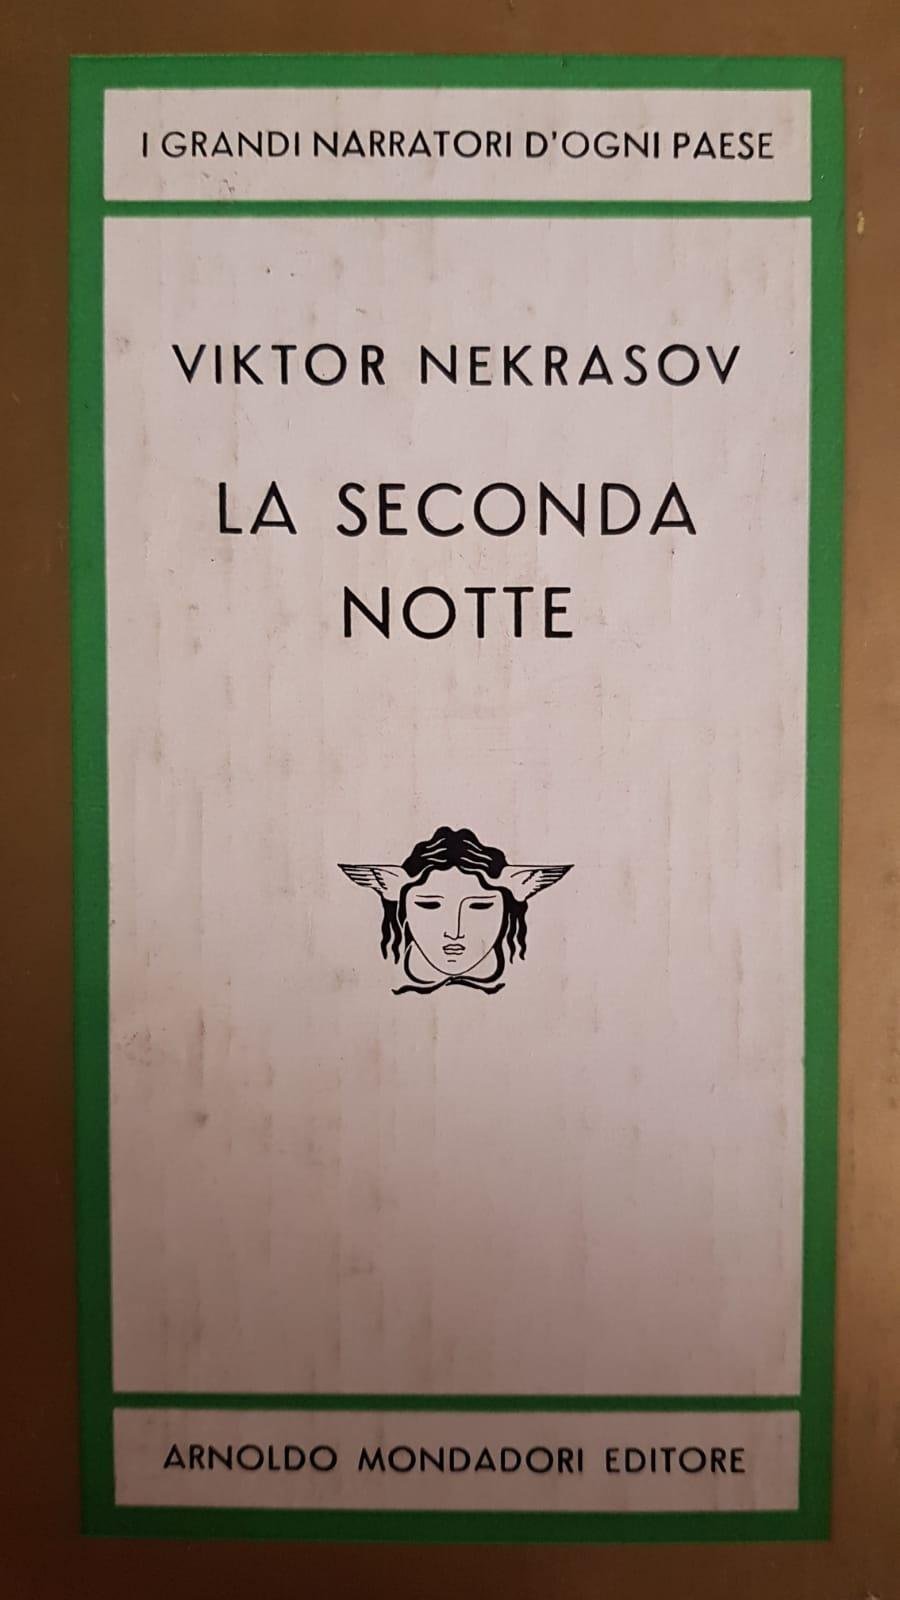 I GRANDI NARRATORI D'OGNI PAESE
VIKTOR NEKRASOV
LA SECONDA
NOTTE
ARNOLDO MONDADORI EDITORE